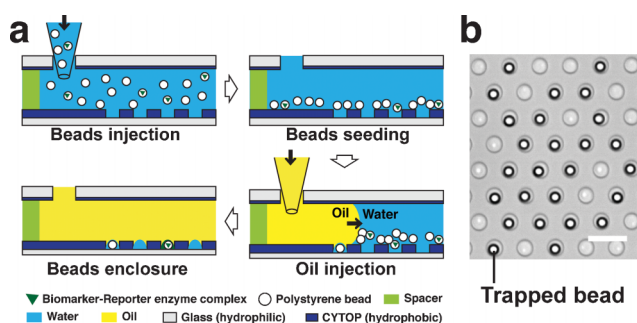 a
b
Beads injection
Beads seeding
Oil
Water
Beads enclosure
Oil injection
Trapped bead
Biomarker-Reporter enzyme complex
Polystyrene bead
Spacer
Water
Oil
Glass (hydrophilic)
CYTOP (hydrophobic)